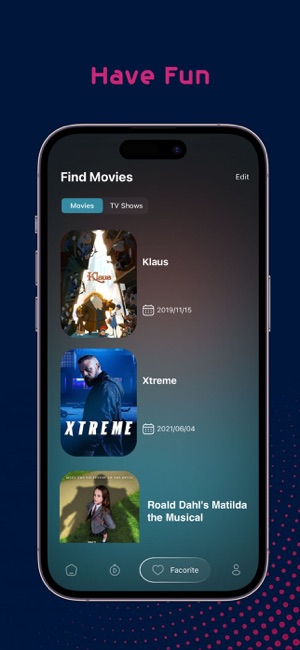 Have Fun
Find Movies
Edit
Movies
TV Shows
Klaus
Klaus
2019/11/15
XTREME
Xtreme
2021/06/04
Roald Dahl's Matilda
the Musical
Facorite